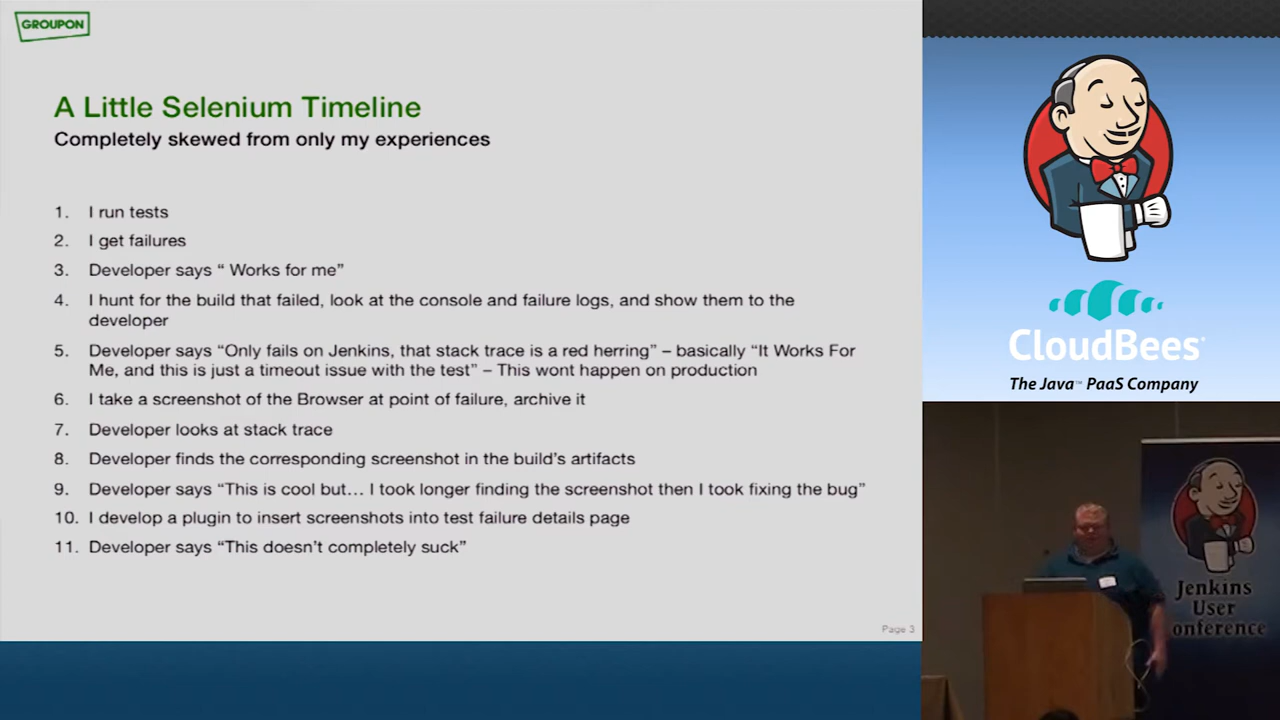 GROUPON
A Little Selenium Timeline
Completely skewed from only my experiences
1. I run tests
2. I get failures
3. Developer says “ Works for me”
4. I hunt for the build that failed, look at the console and failure logs, and show them to the
developer
5. Developer says “Only fails on Jenkins, that stack trace is a red herring” – basically “It Works For
Me, and this is just a timeout issue with the test” – This wont happen on production
6. I take a screenshot of the Browser at point of failure, archive it
7. Developer looks at stack trace
8. Developer finds the corresponding screenshot in the build’s artifacts
9. Developer says “This is cool but… I took longer finding the screenshot then I took fixing the bug”
10. I develop a plugin to insert screenshots into test failure details page
11. Developer says “This doesn’t completely suck”
Page 3
CloudBees
The Java™ PaaS Company
Jenkins
User
onference